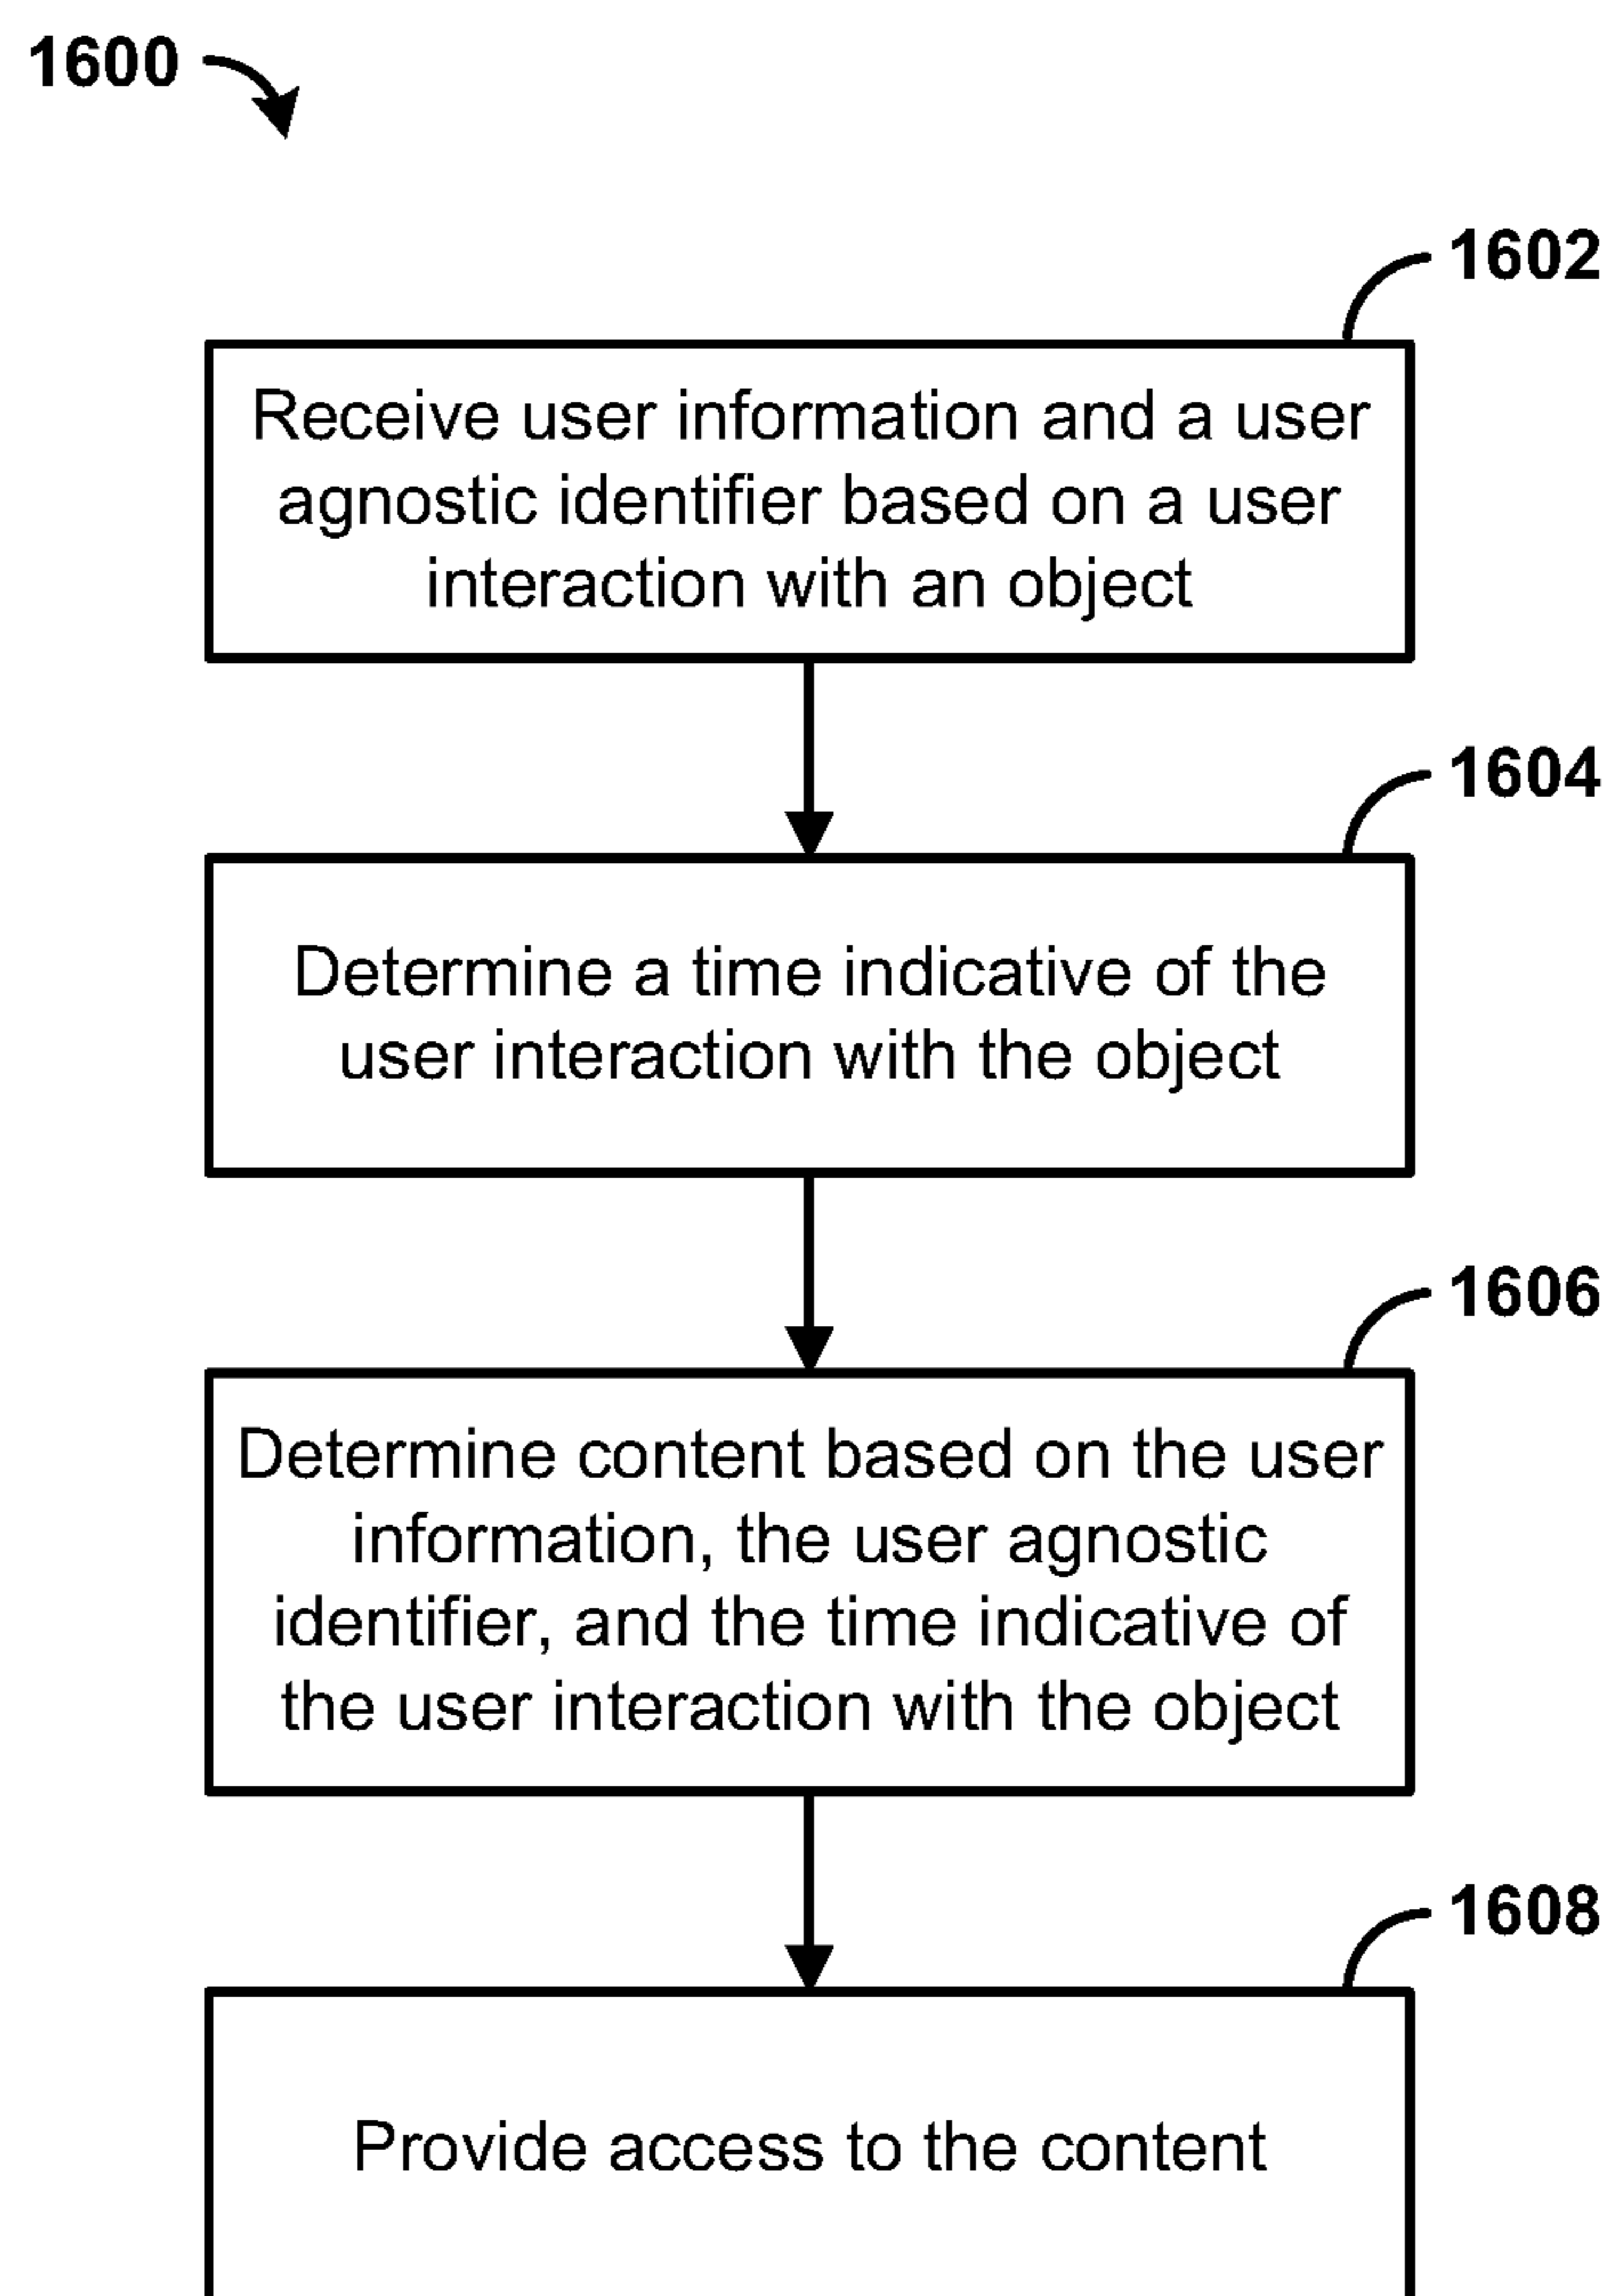 1600
1602
Receive user information and a user
agnostic identifier based on a user
interaction with an object
1604
Determine a time indicative of the
user interaction with the object
1606
Determine content based on the user
information, the user agnostic
identifier, and the time indicative of
the user interaction with the object
1608
Provide access to the content